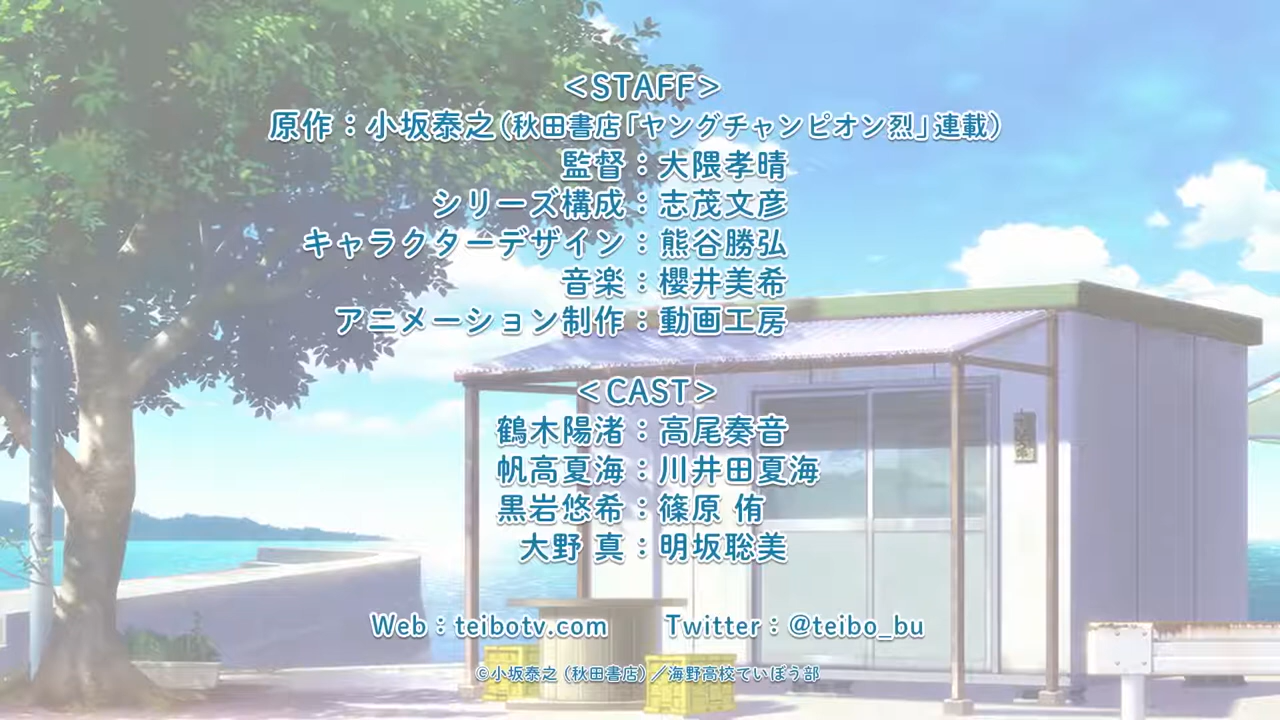 ＜STAFF＞
原作：小坂泰之（秋田書店「ヤングチャンピオン烈」連載）
監督：大隈孝晴
シリーズ構成：志茂文彦
キャラクターデザイン：熊谷勝弘
音楽：櫻井美希
アニメーション制作：動画工房
＜CAST＞
鶴木陽渚：高尾奏音
帆高夏海：川井田夏海
黒岩悠希：篠原 侑
大野 真：明坂聡美
Web：teibotv.com　Twitter：@teibo_bu
©小坂泰之（秋田書店）／海野高校ていぼう部